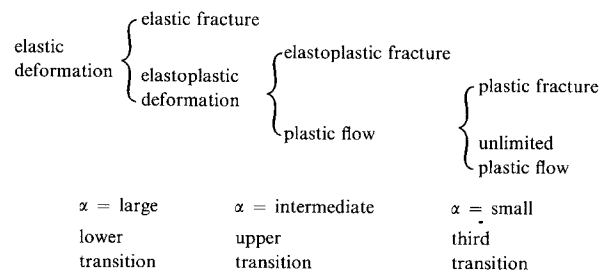 elastic fracture
elastic
deformation
elastoplastic
deformation
elastoplastic fracture
plastic flow
plastic fracture
unlimited
plastic flow
α = large
α = intermediate
α = small
lower
transition
upper
transition
third
transition